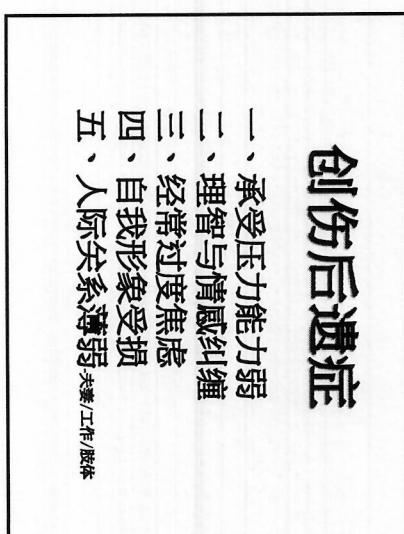 创伤后遗症
一、承受压力能力弱
二、理智与情感纠缠
三、经常过度焦虑
四、自我形象受损
五、人际关系薄弱-夫妻/工作/肢体